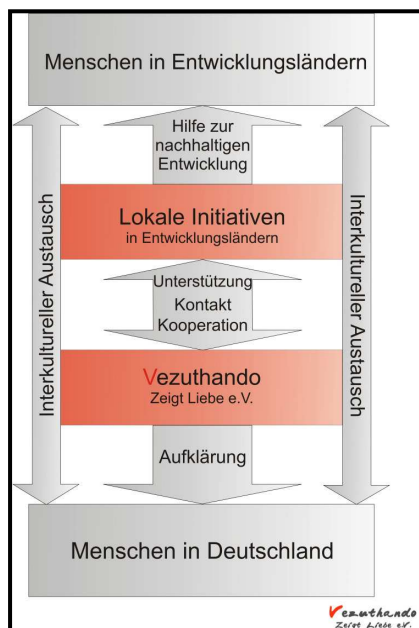 Menschen in Entwicklungsländern
Hilfe zur
nachhaltigen
Entwicklung
Interkultureller Austausch
Lokale Initiativen
in Entwicklungsländern
Interkultureller Austausch
Unterstützung
Kontakt
Kooperation
Vezuthando
Zeigt Liebe e.V.
Aufklärung
Menschen in Deutschland
Vezuthando
Zeigt Liebe e.V.